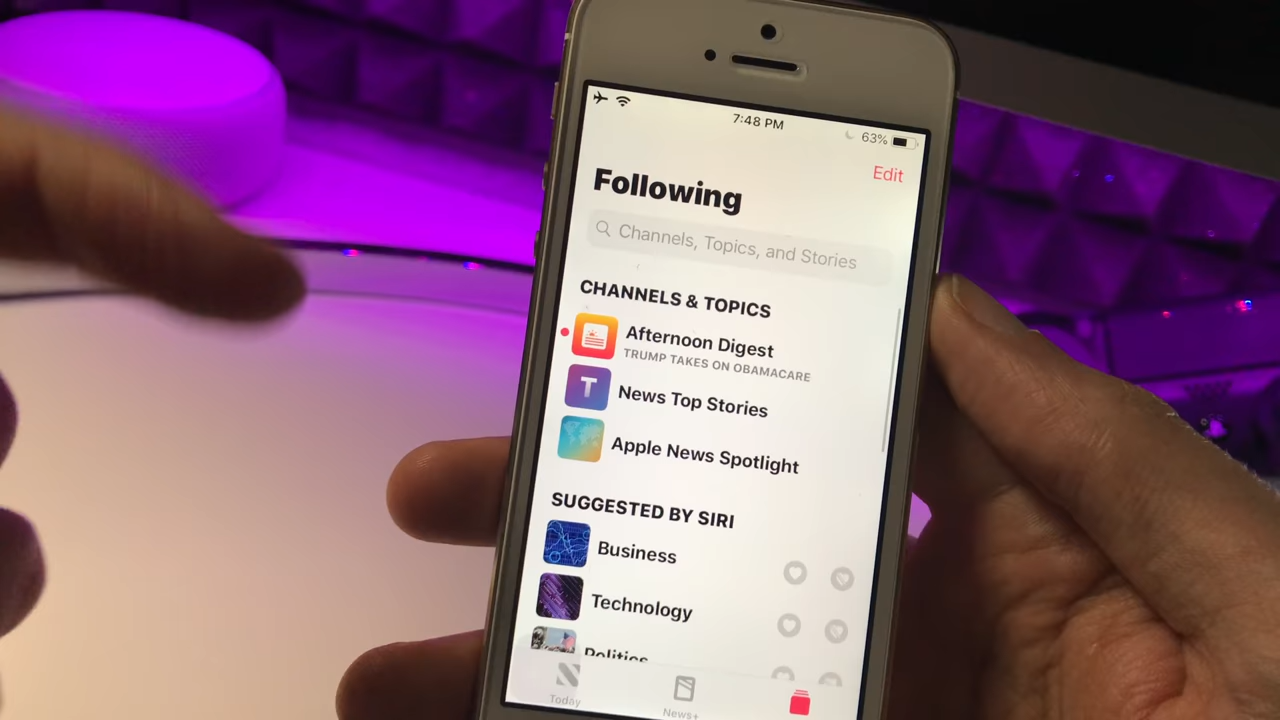 7:48 PM
63%
Edit
Following
Channels, Topics, and Stories
CHANNELS & TOPICS
Afternoon Digest
TRUMP TAKES ON OBAMACARE
T
News Top Stories
Apple News Spotlight
SUGGESTED BY SIRI
Business
Technology
Politics
Today
News+